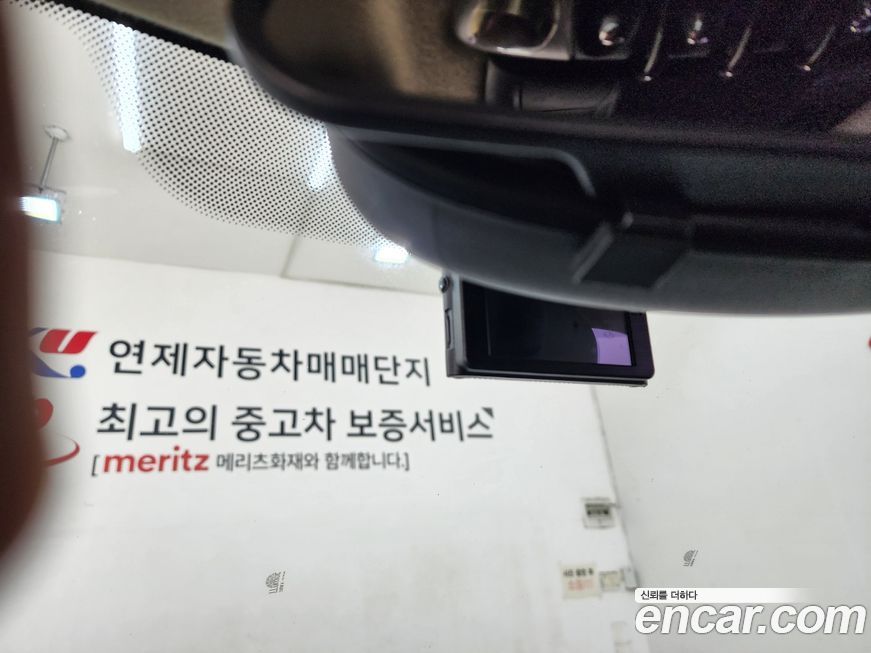 연제자동차매매단지
최고의 중고차 보증서비스
[meritz 메리츠화재와 함께합니다.]
신뢰를 더하다
encar.com